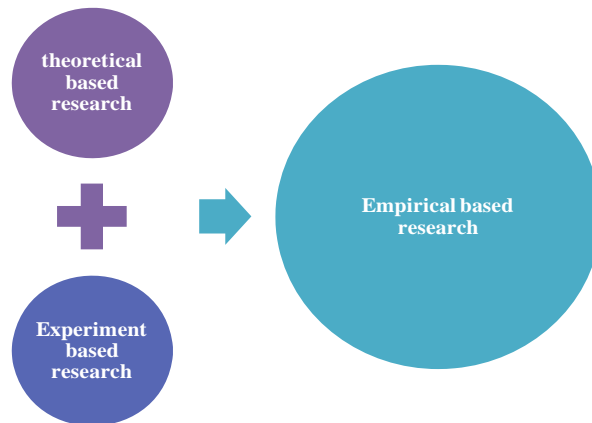 theoretical
based
research
Experiment
based
research
Empirical based
research